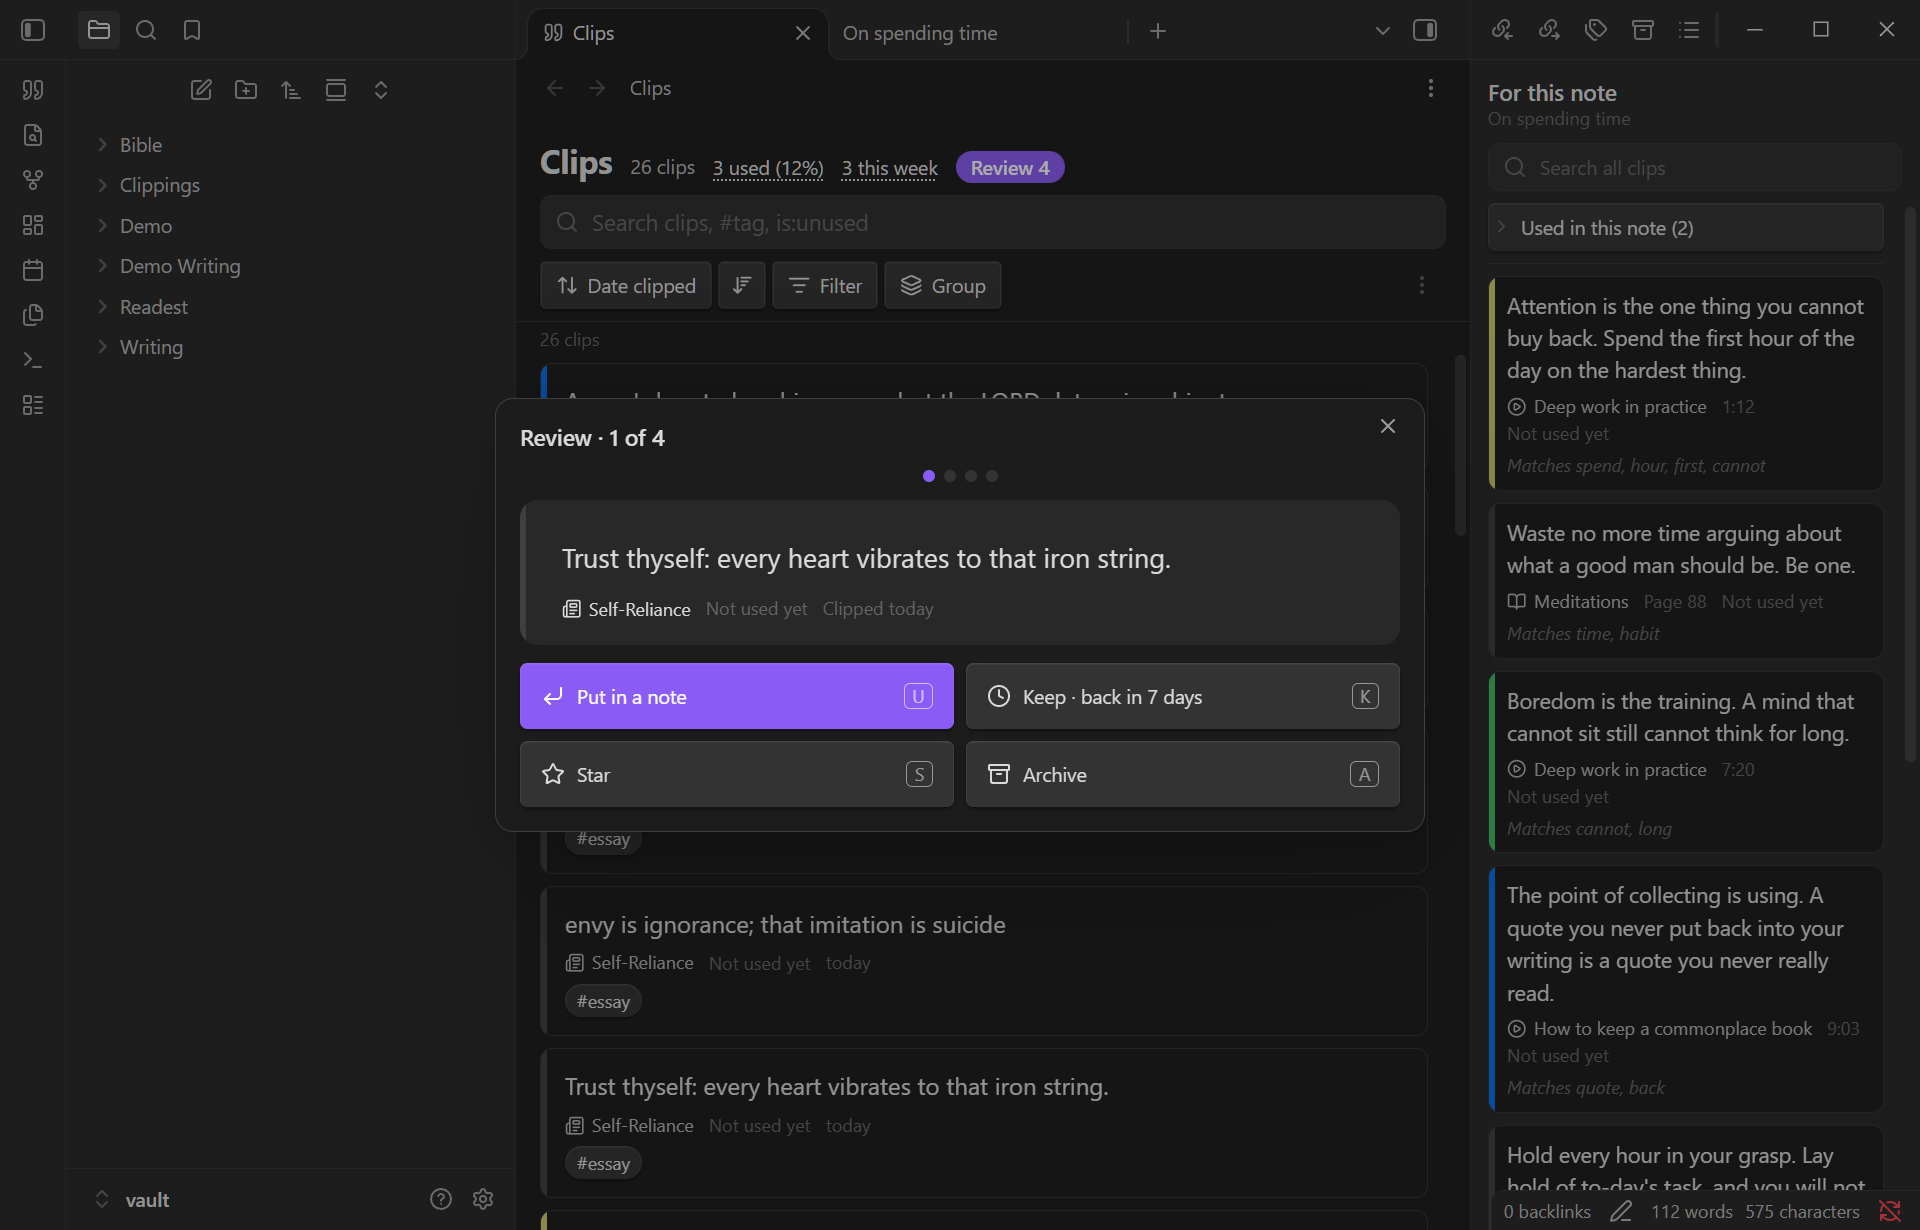 Clips
On spending time
Clips
Bible
Clippings
Demo
Demo Writing
Readest
Writing
vault
Clips 26 clips 3 used (12%) 3 this week Review 4
Search clips, #tag, is:unused
Date clipped Filter Group
26 clips
Review · 1 of 4
Trust thyself: every heart vibrates to that iron string.
Self-Reliance Not used yet Clipped today
Put in a note U
Keep · back in 7 days K
Star S
Archive A
#essay
envy is ignorance; that imitation is suicide
Self-Reliance Not used yet today
#essay
Trust thyself: every heart vibrates to that iron string.
Self-Reliance Not used yet today
#essay
For this note
On spending time
Search all clips
Used in this note (2)
Attention is the one thing you cannot
buy back. Spend the first hour of the
day on the hardest thing.
Deep work in practice 1:12
Not used yet
Matches spend, hour, first, cannot
Waste no more time arguing about
what a good man should be. Be one.
Meditations Page 88 Not used yet
Matches time, habit
Boredom is the training. A mind that
cannot sit still cannot think for long.
Deep work in practice 7:20
Not used yet
Matches cannot, long
The point of collecting is using. A
quote you never put back into your
writing is a quote you never really
read.
How to keep a commonplace book 9:03
Not used yet
Matches quote, back
Hold every hour in your grasp. Lay
hold of to-day's task, and you will not
0 backlinks 112 words 575 characters